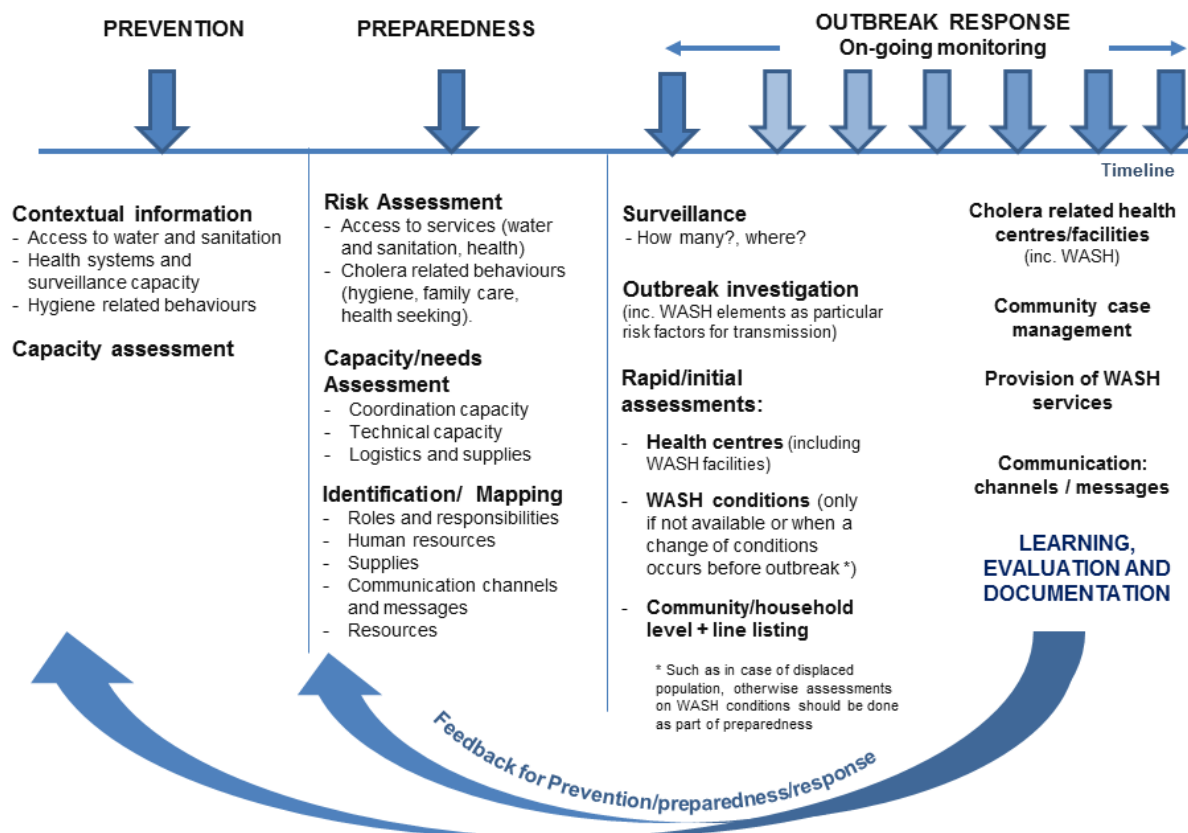 PREVENTION
PREPAREDNESS
OUTBREAK RESPONSE
On-going monitoring
Timeline
Contextual information
- Access to water and sanitation
- Health systems and
surveillance capacity
- Hygiene related behaviours
Capacity assessment
Risk Assessment
- Access to services (water
and sanitation, health)
- Cholera related behaviours
(hygiene, family care,
health seeking).
Capacity/needs
Assessment
- Coordination capacity
- Technical capacity
- Logistics and supplies
Identification/ Mapping
- Roles and responsibilities
- Human resources
- Supplies
- Communication channels
and messages
- Resources
Surveillance
- How many?, where?
Outbreak investigation
(inc. WASH elements as particular
risk factors for transmission)
Rapid/initial
assessments:
- Health centres (including
WASH facilities)
- WASH conditions (only
if not available or when a
change of conditions
occurs before outbreak *)
- Community/household
level + line listing
* Such as in case of displaced
population, otherwise assessments
on WASH conditions should be done
as part of preparedness
Cholera related health
centres/facilities
(inc. WASH)
Community case
management
Provision of WASH
services
Communication:
channels / messages
LEARNING,
EVALUATION AND
DOCUMENTATION
Feedback for Prevention/preparedness/response